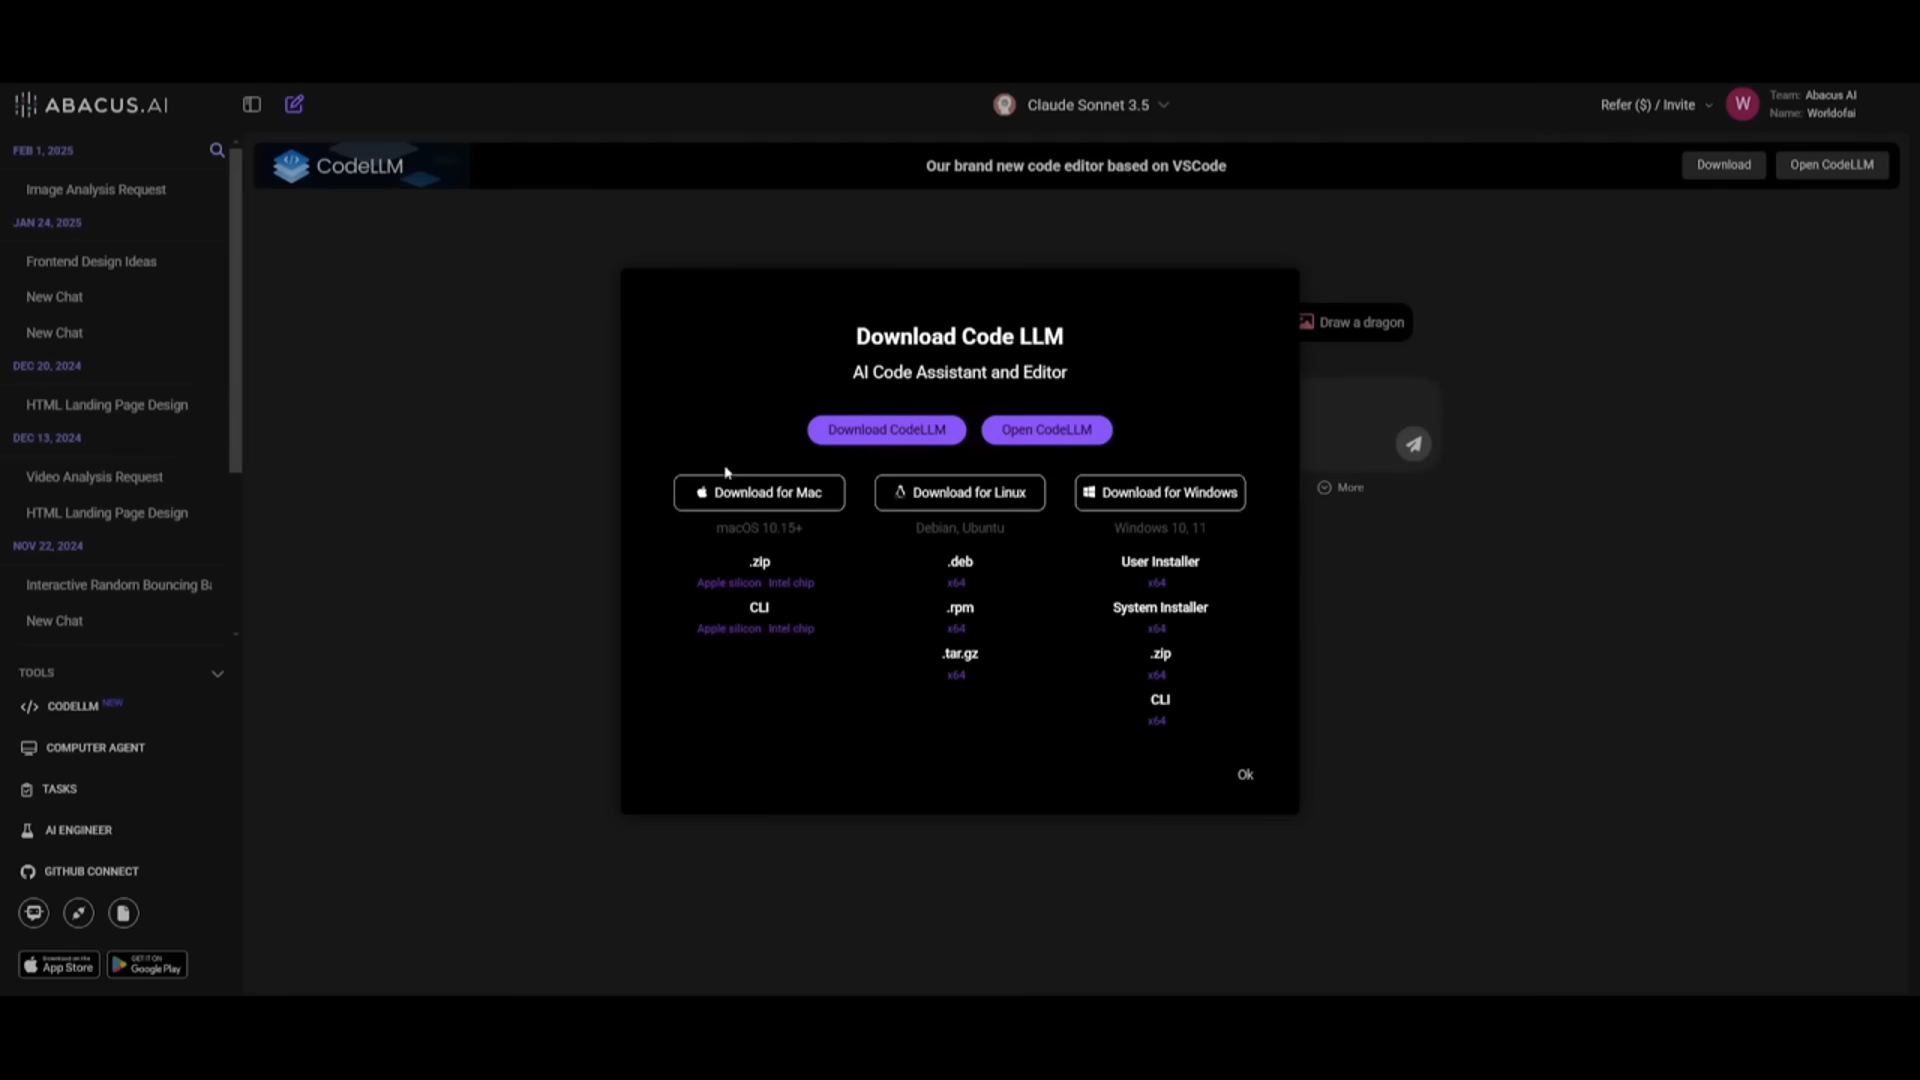 ABACUS.AI
Claude Sonnet 3.5
Refer ($) / Invite
W
Team: Abacus AI
Name: Worldofai
FEB 1, 2025
Image Analysis Request
JAN 24, 2025
Frontend Design Ideas
New Chat
New Chat
DEC 20, 2024
HTML Landing Page Design
DEC 13, 2024
Video Analysis Request
HTML Landing Page Design
NOV 22, 2024
Interactive Random Bouncing Ba
New Chat
TOOLS
CODELLM NEW
COMPUTER AGENT
TASKS
AI ENGINEER
GITHUB CONNECT
Download on the
App Store
GET IT ON
Google Play
CodeLLM
Our brand new code editor based on VSCode
Download
Open CodeLLM
Draw a dragon
More
Download Code LLM
AI Code Assistant and Editor
Download CodeLLM
Open CodeLLM
Download for Mac
macOS 10.15+
.zip
Apple silicon Intel chip
CLI
Apple silicon Intel chip
Download for Linux
Debian, Ubuntu
.deb
x64
.rpm
x64
.tar.gz
x64
Download for Windows
Windows 10, 11
User Installer
x64
System Installer
x64
.zip
x64
CLI
x64
Ok